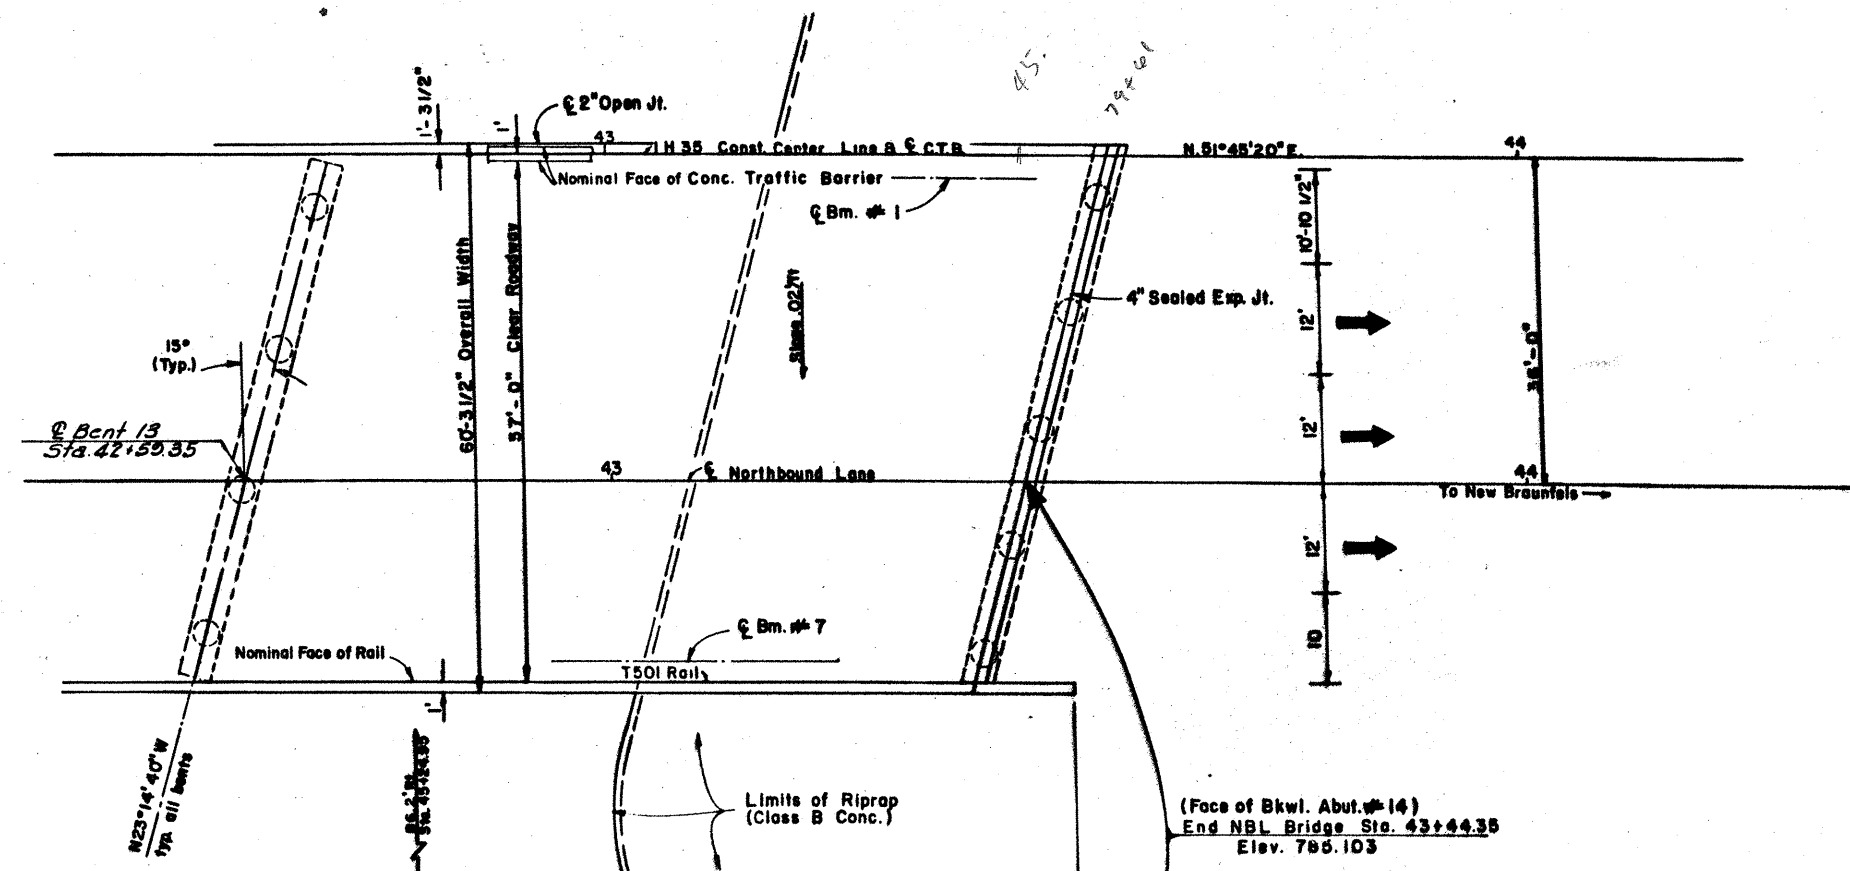 45.
79+61
1'-3 1/2"
℄ 2" Open Jt.
1'
43
IH 35 Const. Center Line & ℄ C.T.B.
N.51°45'20"E.
44
Nominal Face of Conc. Traffic Barrier
℄ Bm. # 1
10'-10 1/2"
60'-3 1/2" Overall Width
57'-0" Clear Roadway
Slope .02'/1'
4" Sealed Exp. Jt.
12'
15°
(Typ.)
12'
℄ Bent 13
Sta. 42+59.35
43
℄ Northbound Lane
44
To New Braunfels
12'
℄ Bm. # 7
Nominal Face of Rail
T501 Rail
10
1'
N23°14'40"W
typ. all bents
Limits of Riprap
(Class B Conc.)
(Face of Bkwl. Abut. # 14)
End NBL Bridge Sta. 43+44.35
Elev. 785.103